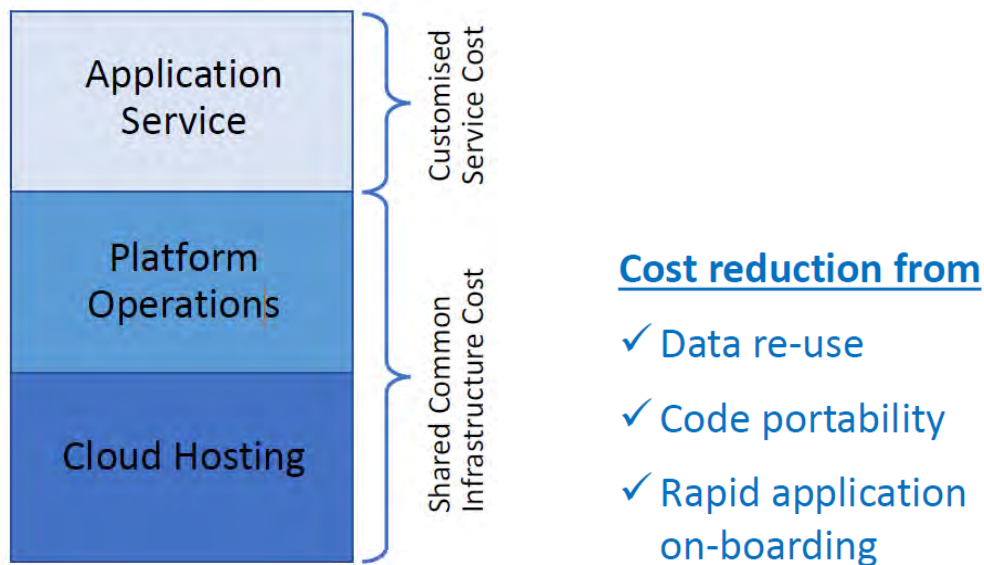 Application
Service
Platform
Operations
Cloud Hosting
Customised
Service Cost
Shared Common
Infrastructure Cost
Cost reduction from
✓ Data re-use
✓ Code portability
✓ Rapid application
on-boarding